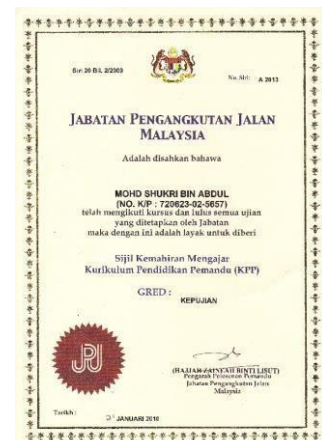 Siri 20 Bil. 2/2009
No. Siri: A 2013
JABATAN PENGANGKUTAN JALAN
MALAYSIA
Adalah disahkan bahawa
MOHD SHUKRI BIN ABDUL
(NO. K/P : 720623-02-5657)
telah mengikuti kursus dan lulus semua ujian
yang ditetapkan oleh Jabatan
maka dengan ini adalah layak untuk diberi
Sijil Kemahiran Mengajar
Kurikulum Pendidikan Pemandu (KPP)
GRED :
KEPUJIAN
JPJ
(HAJJAH ZAINEAH BINTI LISUT)
Pengarah Pelesenan Pemandu
Jabatan Pengangkutan Jalan
Malaysia
Tarikh :
JANUARI 2010